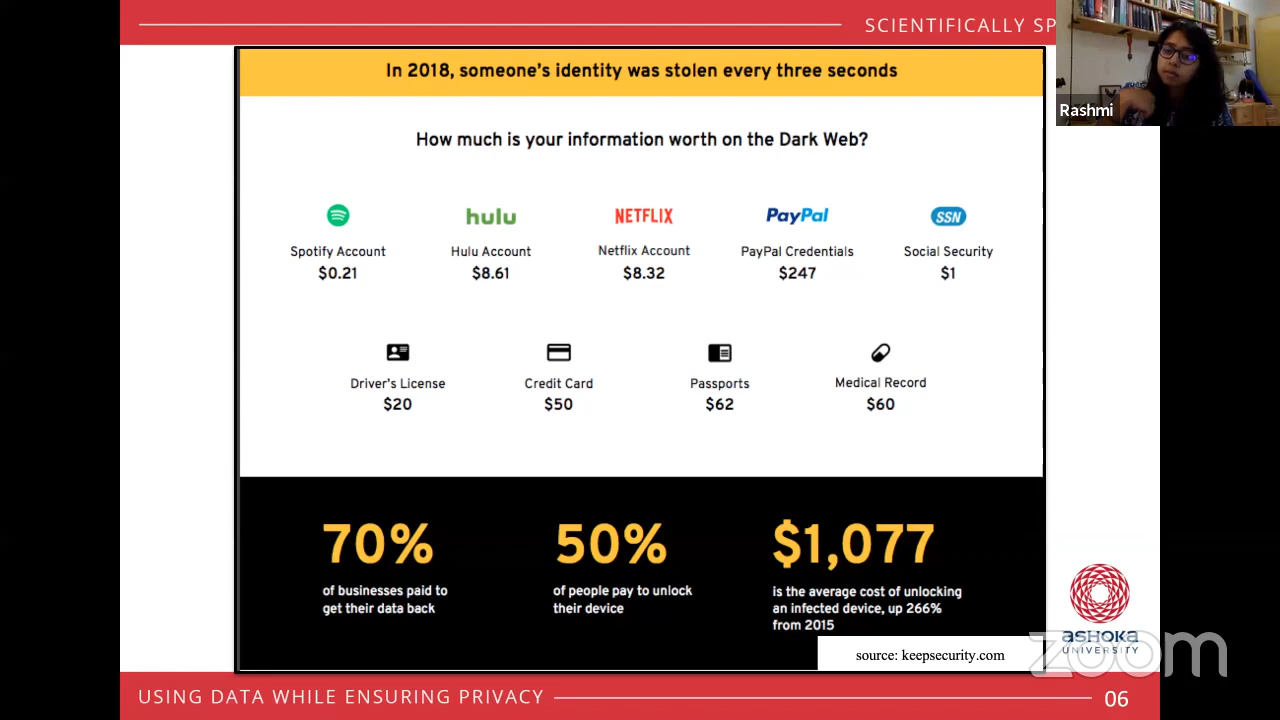 SCIENTIFICALLY SP
In 2018, someone's identity was stolen every three seconds
Rashmi
How much is your information worth on the Dark Web?
hulu
NETFLIX
PayPal
SSN
Spotify Account
Hulu Account
Netflix Account
PayPal Credentials
Social Security
$0.21
$8.61
$8.32
$247
$1
Driver's License
Credit Card
Passports
Medical Record
$20
$50
$62
$60
70%
50%
$1,077
of businesses paid to
get their data back
of people pay to unlock
their device
is the average cost of unlocking
an infected device, up 266%
from 2015
source: keepsecurity.com
ASHOKA
UNIVERSITY
zoom
USING DATA WHILE ENSURING PRIVACY
06